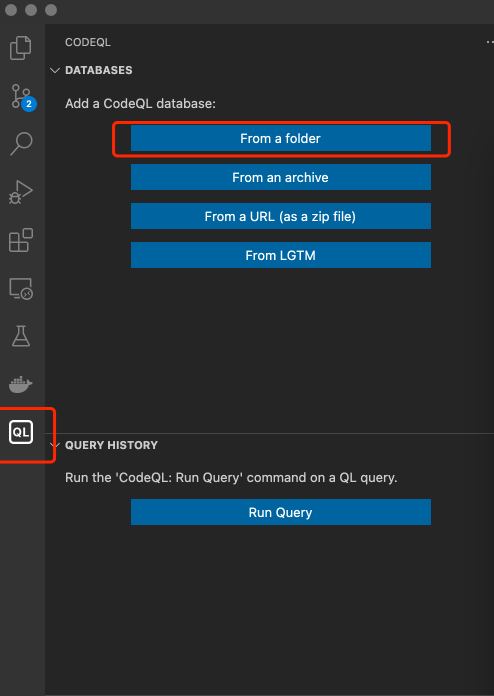 CODEQL
DATABASES
Add a CodeQL database:
From a folder
From an archive
From a URL (as a zip file)
From LGTM
2
QL
QUERY HISTORY
Run the 'CodeQL: Run Query' command on a QL query.
Run Query